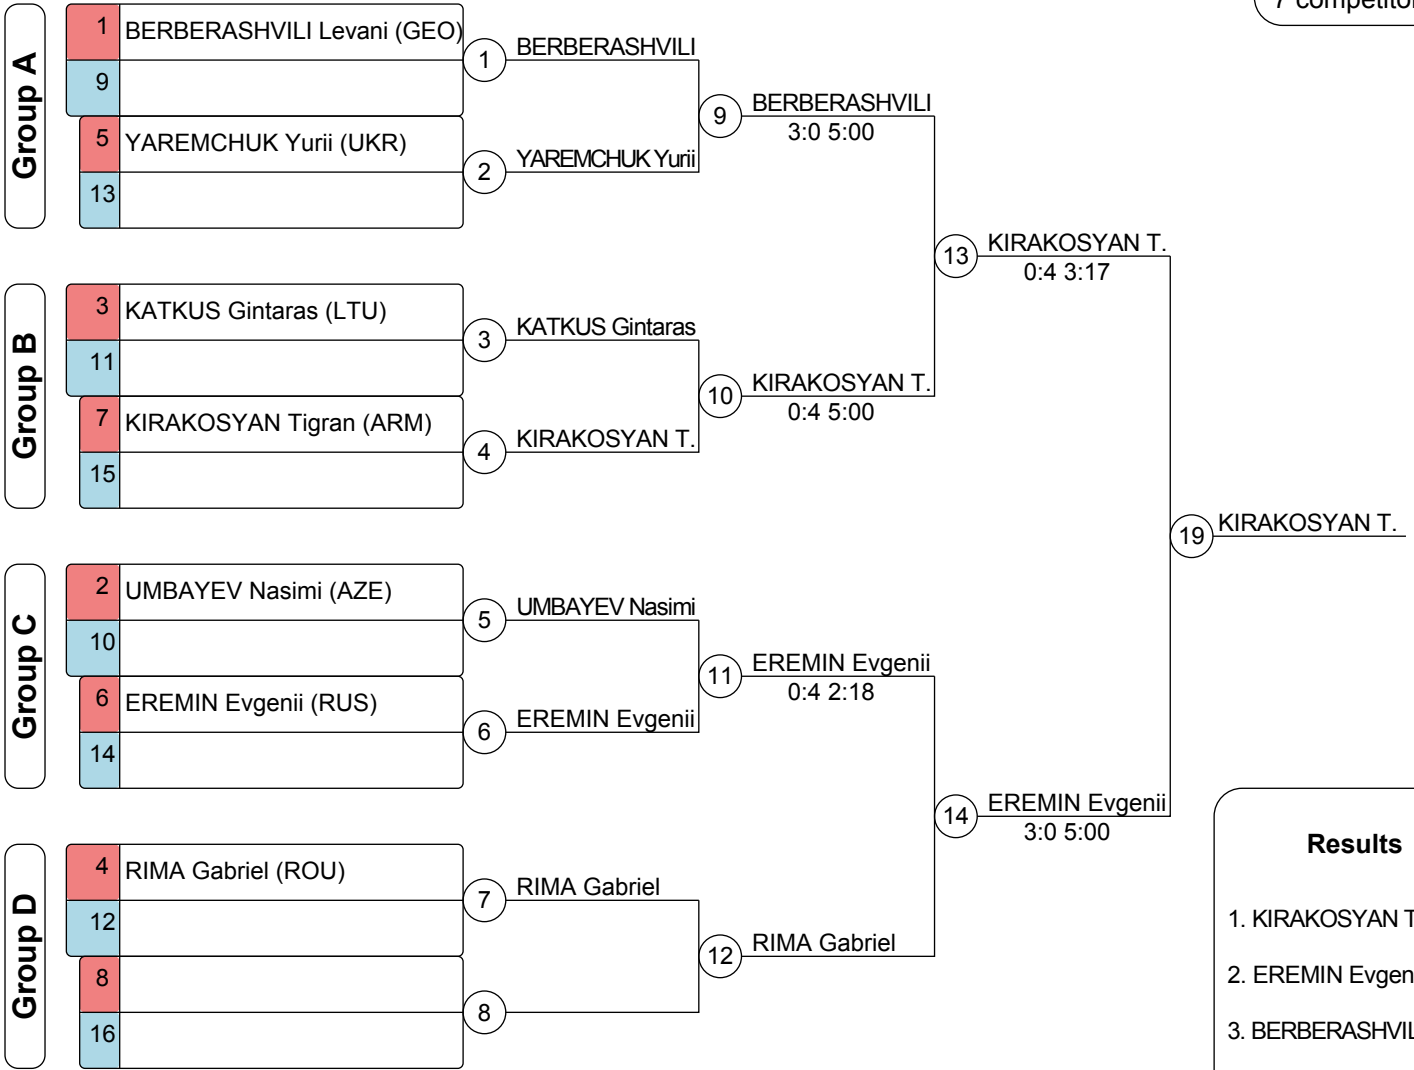 7 competitor
Group A
1 BERBERASHVILI Levani (GEO)
9
5 YAREMCHUK Yurii (UKR)
13
1 BERBERASHVILI
2 YAREMCHUK Yurii
9 BERBERASHVILI
3:0 5:00
Group B
3 KATKUS Gintaras (LTU)
11
7 KIRAKOSYAN Tigran (ARM)
15
3 KATKUS Gintaras
4 KIRAKOSYAN T.
10 KIRAKOSYAN T.
0:4 5:00
13 KIRAKOSYAN T.
0:4 3:17
Group C
2 UMBAYEV Nasimi (AZE)
10
6 EREMIN Evgenii (RUS)
14
5 UMBAYEV Nasimi
6 EREMIN Evgenii
11 EREMIN Evgenii
0:4 2:18
Group D
4 RIMA Gabriel (ROU)
12
8
16
7 RIMA Gabriel
8
12 RIMA Gabriel
14 EREMIN Evgenii
3:0 5:00
19 KIRAKOSYAN T.
Results
1. KIRAKOSYAN T
2. EREMIN Evgen
3. BERBERASHVIL